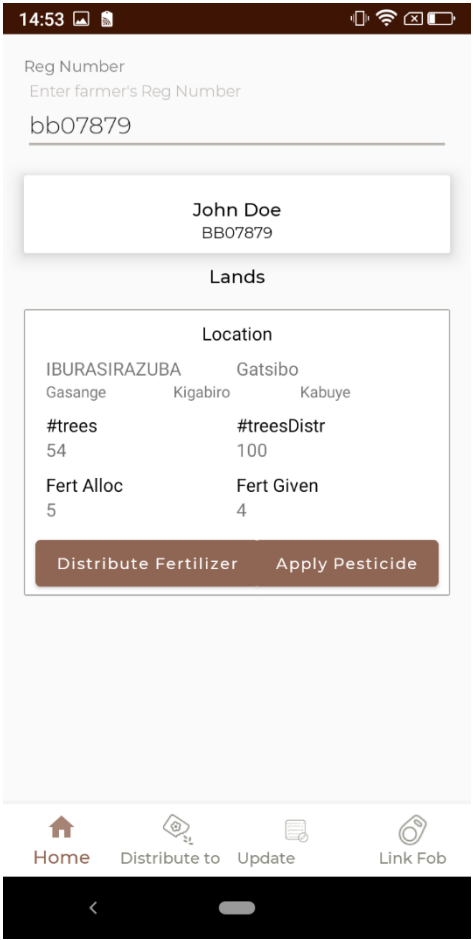 14:53
Reg Number
Enter farmer's Reg Number
bb07879
John Doe
BB07879
Lands
Location
IBURASIRAZUBA Gatsibo
Gasange Kigabiro Kabuye
#trees #treesDistr
54 100
Fert Alloc Fert Given
5 4
Distribute Fertilizer Apply Pesticide
Home Distribute to Update Link Fob